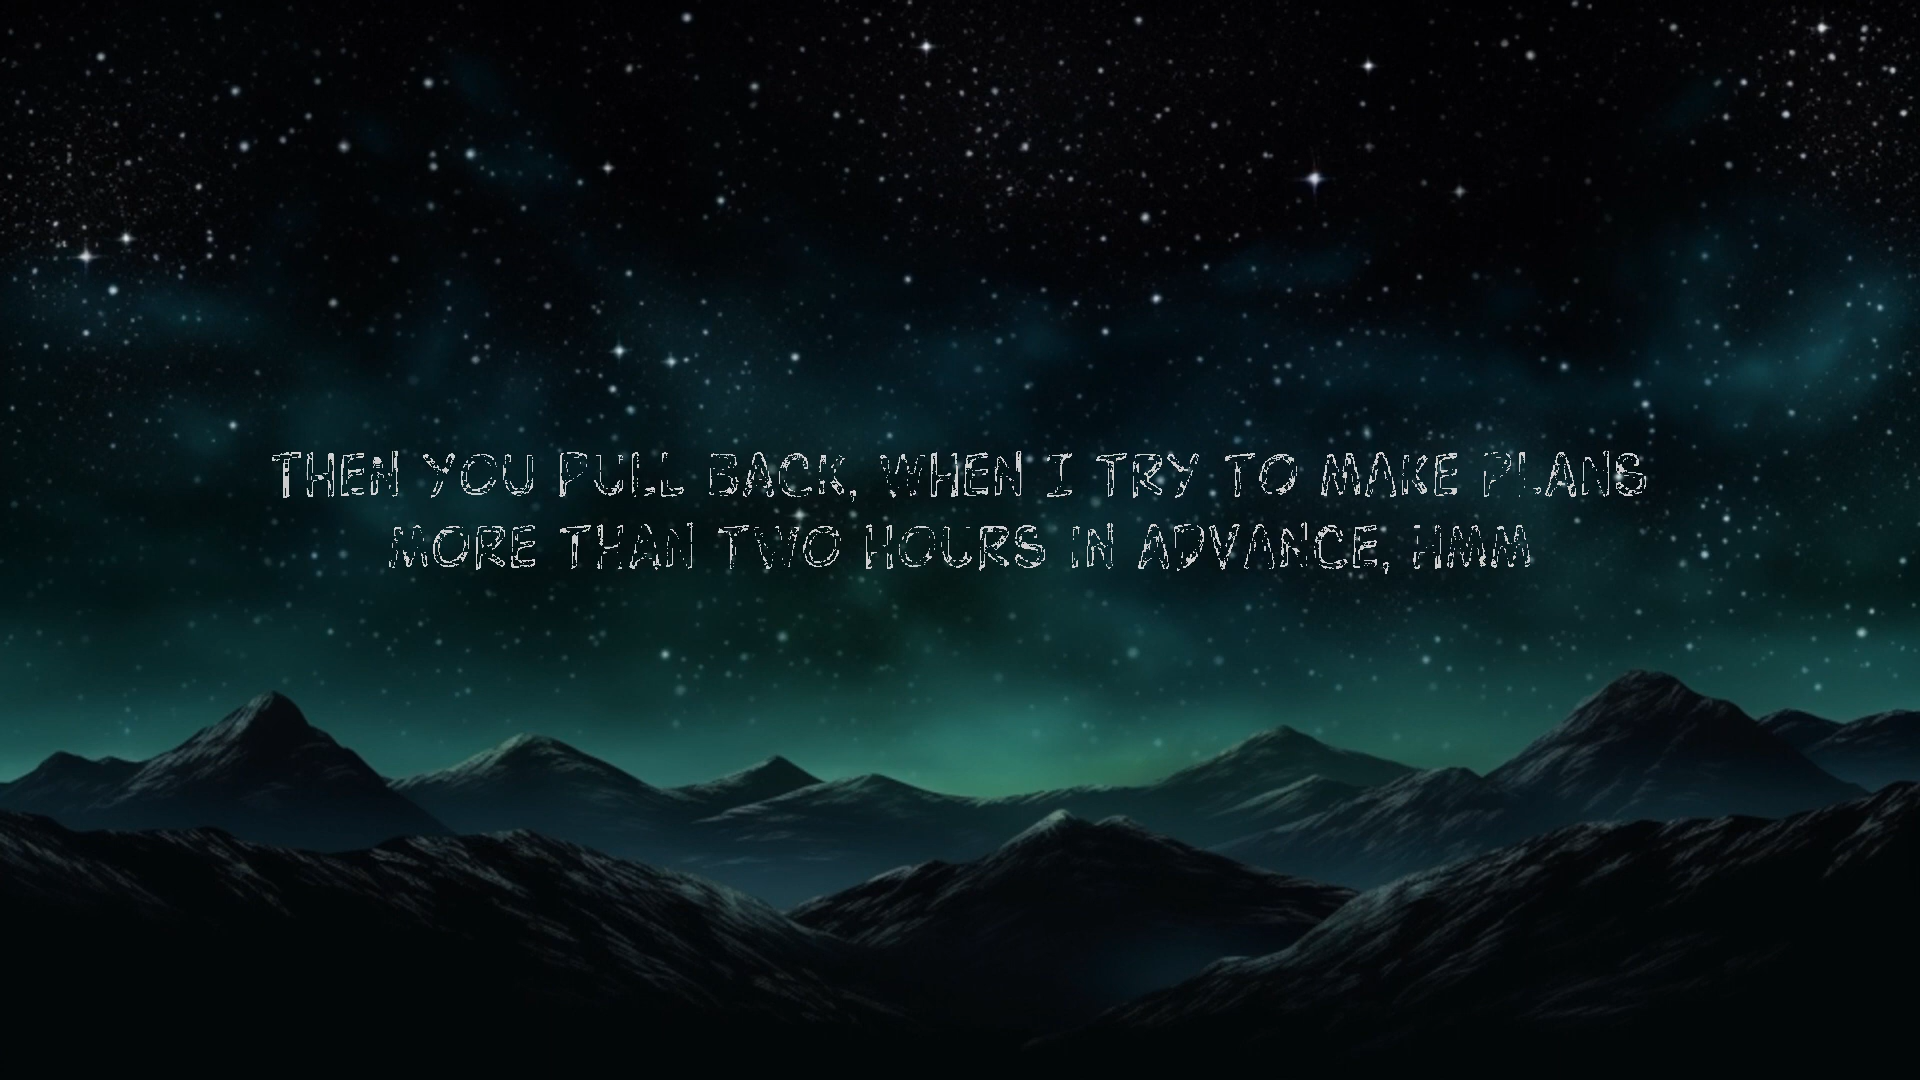 THEN YOU PULL BACK, WHEN I TRY TO MAKE PLANS
MORE THAN TWO HOURS IN ADVANCE, HMM